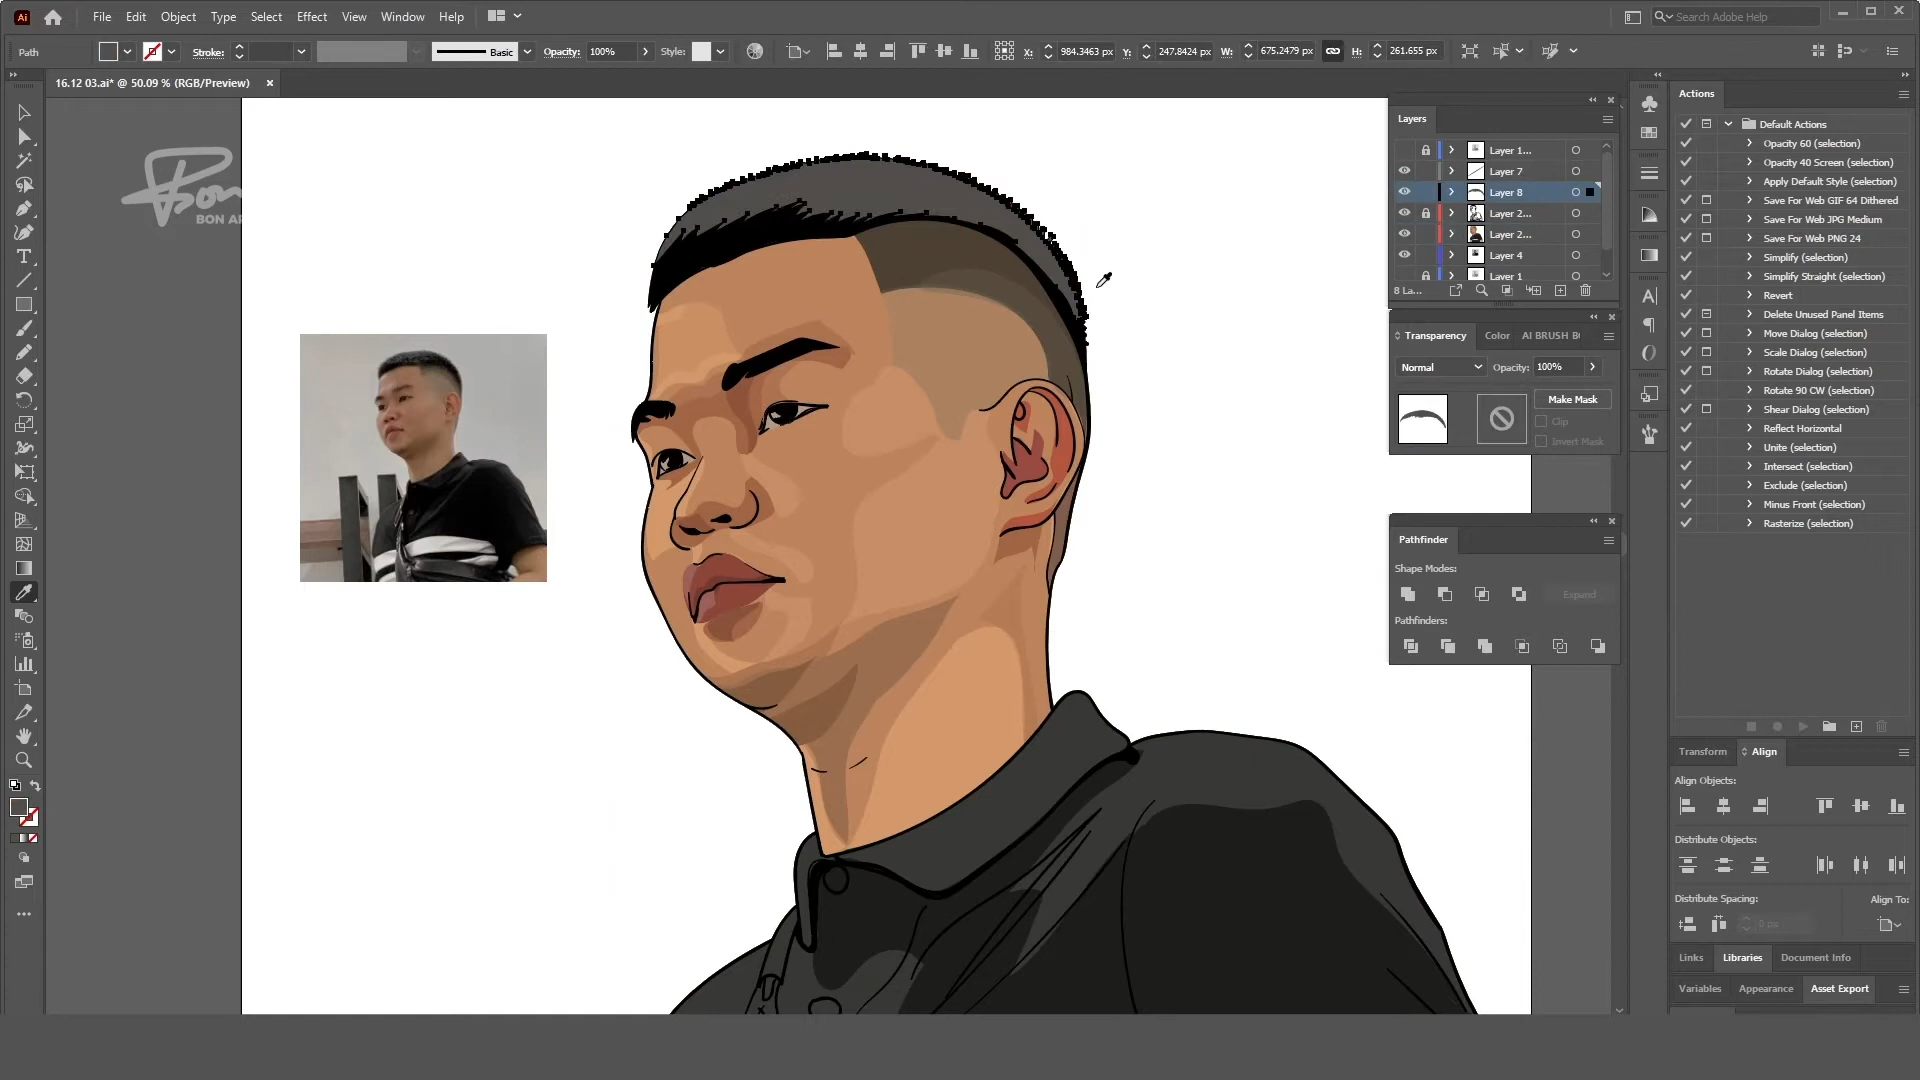 Ai File Edit Object Type Select Effect View Window Help Search Adobe Help
Path Stroke: Basic Opacity: 100% Style: X: 984.3463 px Y: 247.8424 px W: 675.2479 px H: 261.655 px
16.12 03.ai* @ 50.09 % (RGB/Preview)
Bon
BON AR
Layers
Layer 1...
Layer 7
Layer 8
Layer 2...
Layer 2...
Layer 4
Layer 1
8 La...
Transparency Color AI BRUSH B
Normal Opacity: 100%
Make Mask
Clip
Invert Mask
Pathfinder
Shape Modes:
Expand
Pathfinders:
Actions
Default Actions
Opacity 60 (selection)
Opacity 40 Screen (selection)
Apply Default Style (selection)
Save For Web GIF 64 Dithered
Save For Web JPG Medium
Save For Web PNG 24
Simplify (selection)
Simplify Straight (selection)
Revert
Delete Unused Panel Items
Move Dialog (selection)
Scale Dialog (selection)
Rotate Dialog (selection)
Rotate 90 CW (selection)
Shear Dialog (selection)
Reflect Horizontal
Unite (selection)
Intersect (selection)
Exclude (selection)
Minus Front (selection)
Rasterize (selection)
Transform Align
Align Objects:
Distribute Objects:
Distribute Spacing: Align To:
0 px
Links Libraries Document Info
Variables Appearance Asset Export